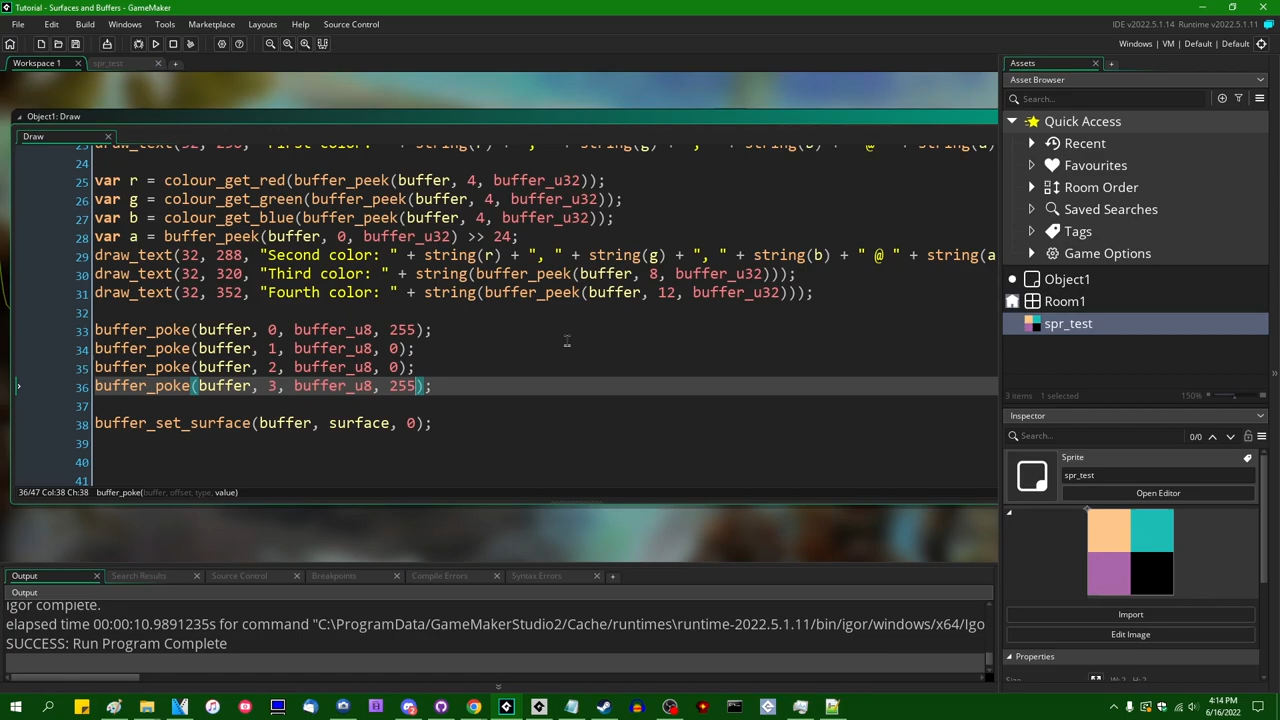 Tutorial - Surfaces and Buffers - GameMaker
File Edit Build Windows Tools Marketplace Layouts Source Control
IDE v2022.5.1.14 Runtime v2022.5.1.11
Windows | VM | Default | Default
Workspace 1
spr_test
Object1: Draw
Draw
24
25 var r = colour_get_red(buffer_peek(buffer, 4, buffer_u32));
26 var g = colour_get_green(buffer_peek(buffer, 4, buffer_u32));
27 var b = colour_get_blue(buffer_peek(buffer, 4, buffer_u32));
28 var a = buffer_peek(buffer, 0, buffer_u32) >> 24;
29 draw_text(32, 288, "Second color: " + string(r) + ", " + string(g) + ", " + string(b) + " @ " + string(a
30 draw_text(32, 320, "Third color: " + string(buffer_peek(buffer, 8, buffer_u32)));
31 draw_text(32, 352, "Fourth color: " + string(buffer_peek(buffer, 12, buffer_u32)));
32
33 buffer_poke(buffer, 0, buffer_u8, 255);
34 buffer_poke(buffer, 1, buffer_u8, 0);
35 buffer_poke(buffer, 2, buffer_u8, 0);
36 buffer_poke(buffer, 3, buffer_u8, 255);
37
38 buffer_set_surface(buffer, surface, 0);
39
40
41
36/47 Col:38 Ch:38 buffer_poke(buffer, offset, type, value)
Output Search Results Source Control Breakpoints Compile Errors Syntax Errors
Output
igor complete.
elapsed time 00:00:10.9891235s for command "C:\ProgramData/GameMakerStudio2/Cache/runtimes\runtime-2022.5.1.11/bin/igor/windows/x64/Igo
SUCCESS: Run Program Complete
Assets
Asset Browser
Search...
Quick Access
Recent
Favourites
Room Order
Saved Searches
Tags
Game Options
Object1
Room1
spr_test
3 items 1 selected
150%
Inspector
Search...
0/0
Sprite
spr_test
Open Editor
Import
Edit Image
Properties
4:14 PM
6/16/2022